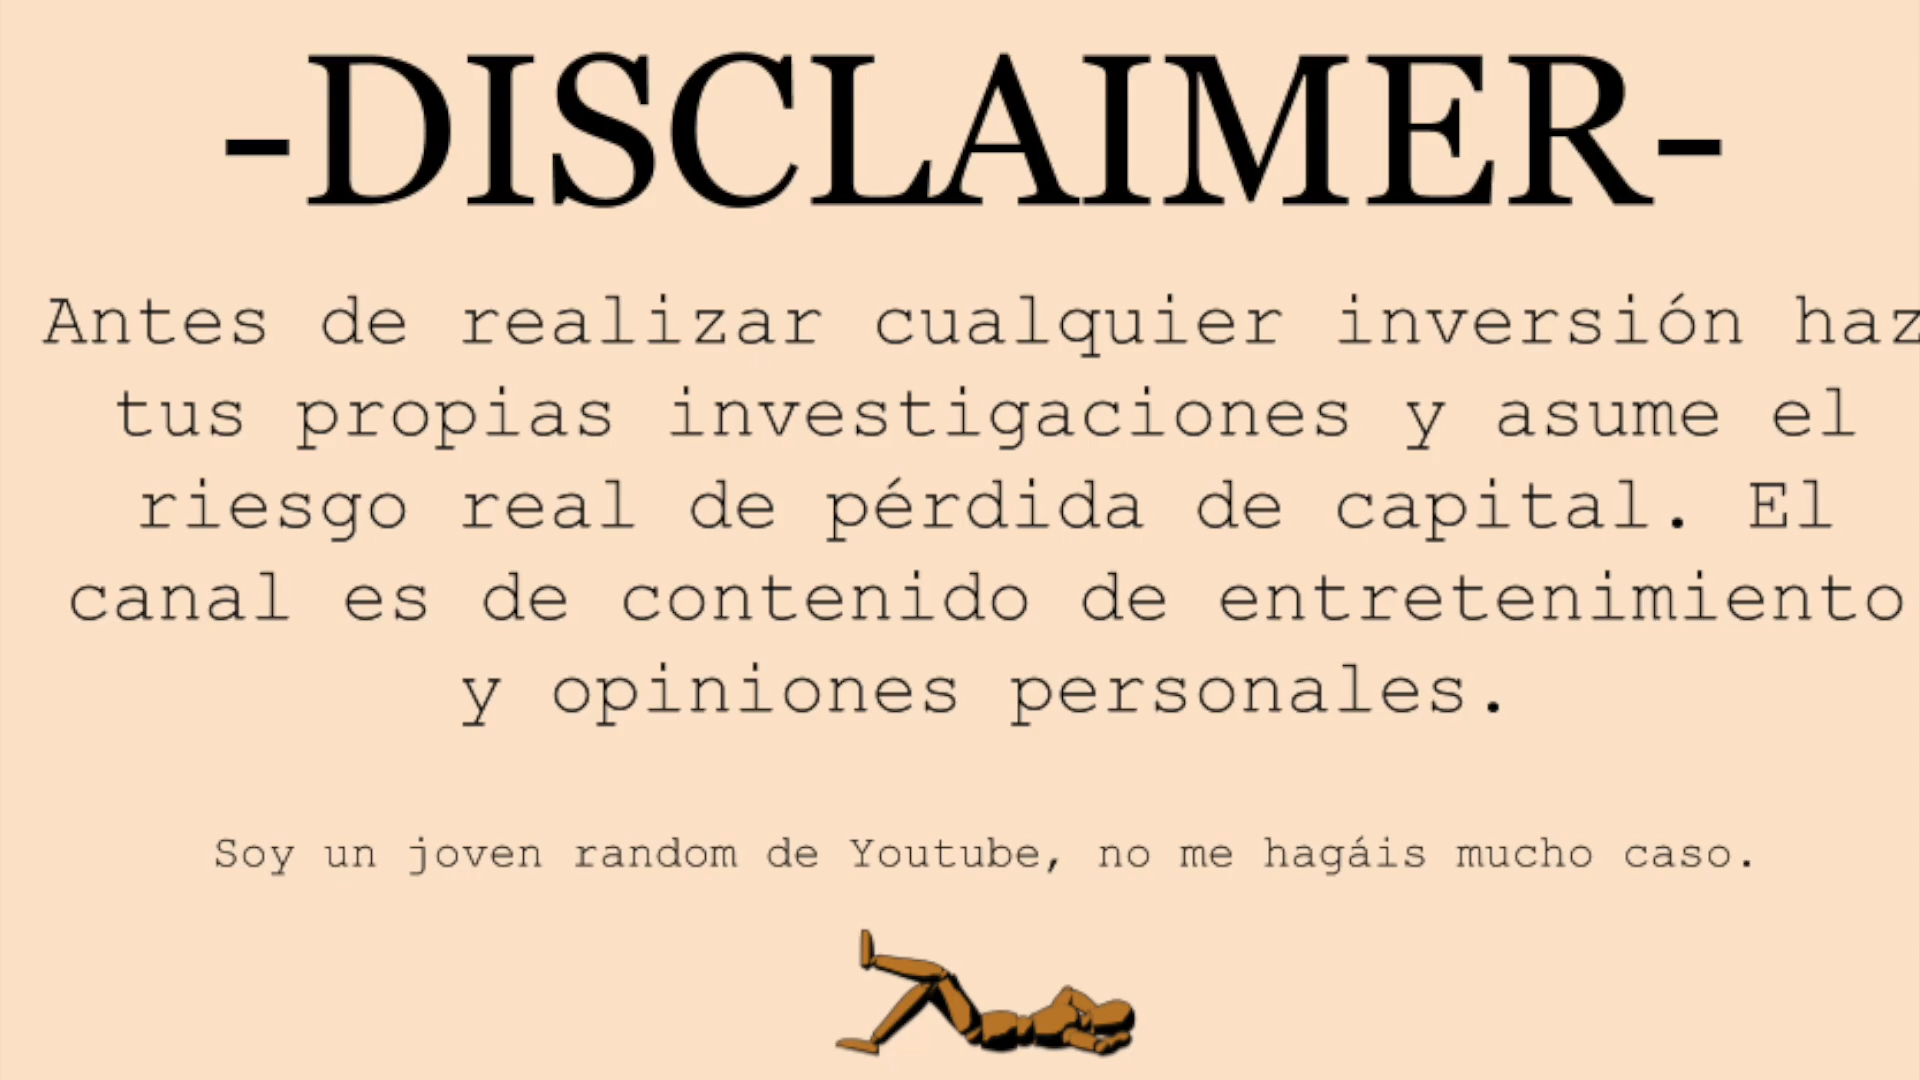 -DISCLAIMER-
Antes de realizar cualquier inversión haz
tus propias investigaciones y asume el
riesgo real de pérdida de capital. El
canal es de contenido de entretenimiento
y opiniones personales.
Soy un joven random de Youtube, no me hagáis mucho caso.